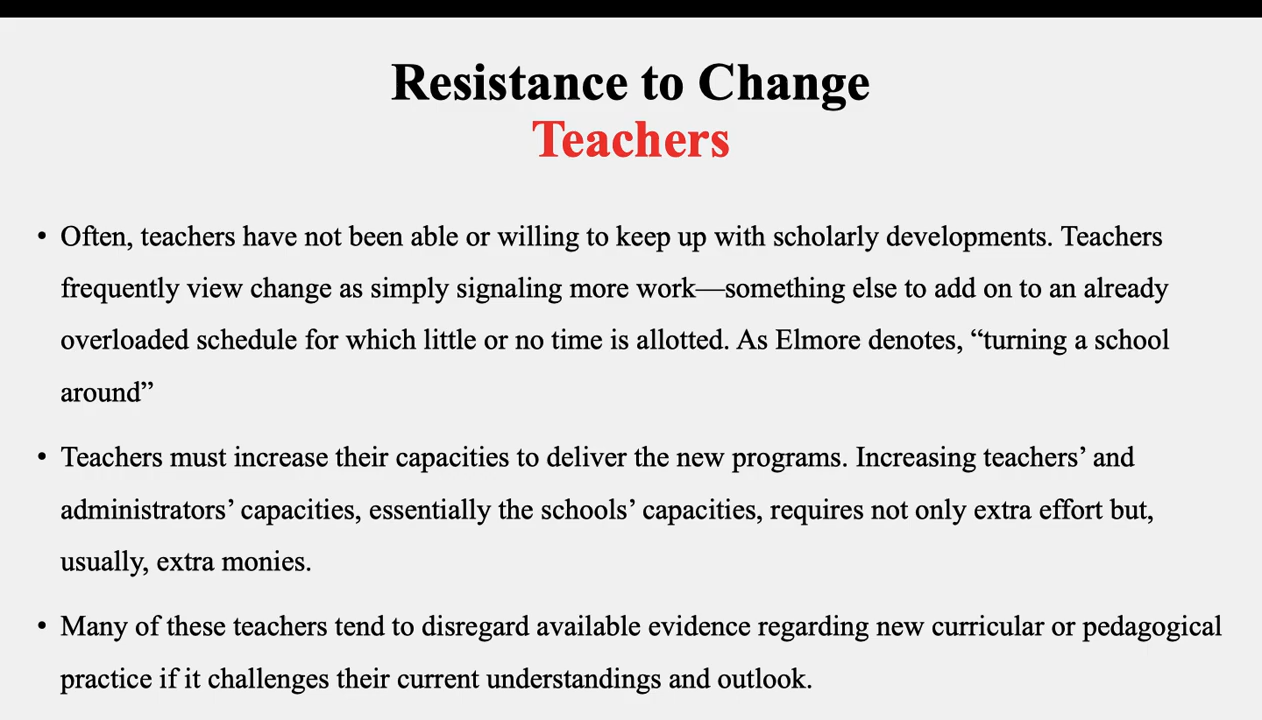 Resistance to Change
Teachers
• Often, teachers have not been able or willing to keep up with scholarly developments. Teachers
frequently view change as simply signaling more work—something else to add on to an already
overloaded schedule for which little or no time is allotted. As Elmore denotes, “turning a school
around”
• Teachers must increase their capacities to deliver the new programs. Increasing teachers’ and
administrators’ capacities, essentially the schools’ capacities, requires not only extra effort but,
usually, extra monies.
• Many of these teachers tend to disregard available evidence regarding new curricular or pedagogical
practice if it challenges their current understandings and outlook.